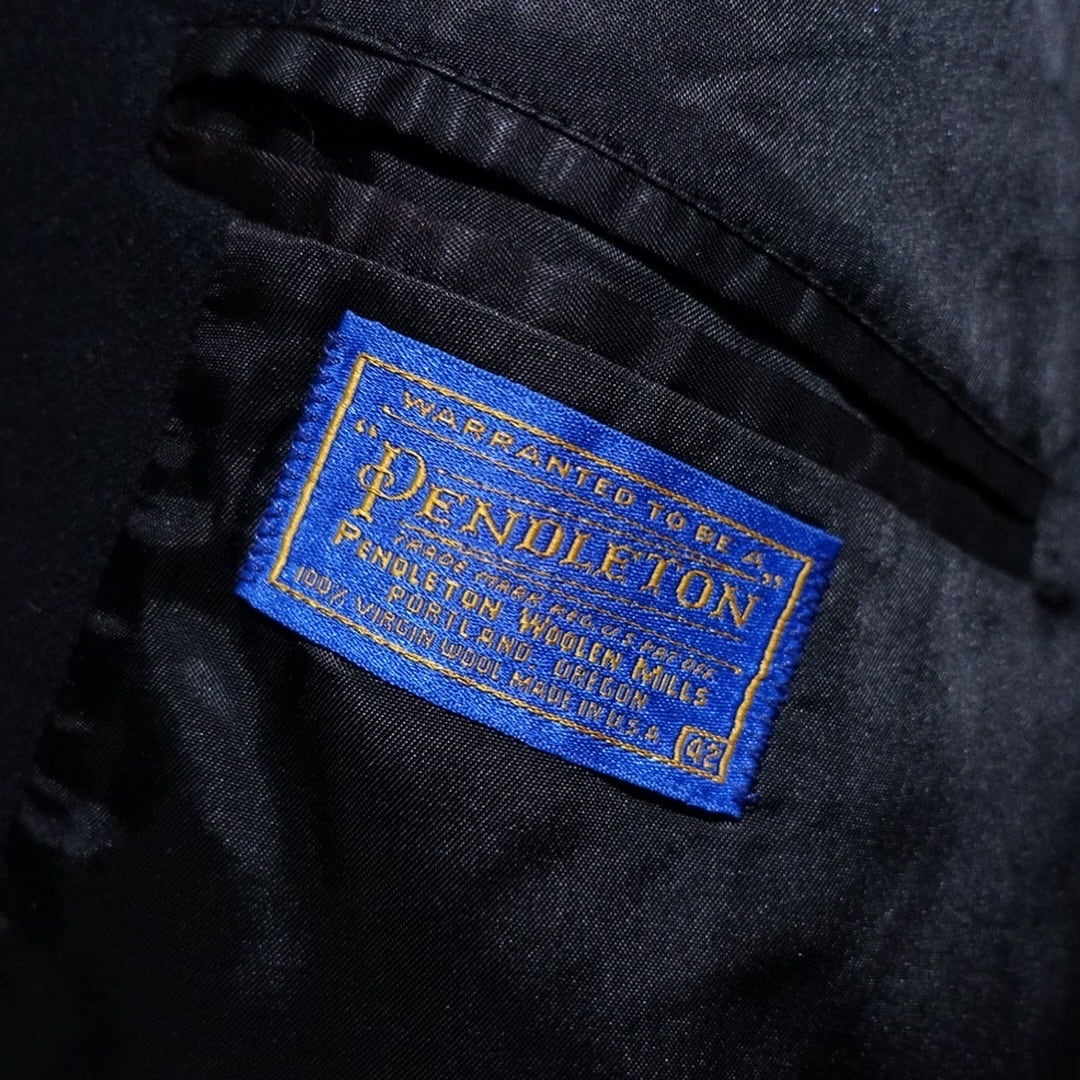 WARRANTED TO BE A
"PENDLETON"
TRADE MARK REG. U.S. PAT. OFF.
PENDLETON WOOLEN MILLS
PORTLAND, OREGON
100% VIRGIN WOOL MADE IN U.S.A.
42